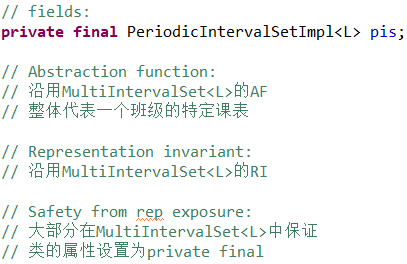 // fields:
private final PeriodicIntervalSetImpl<L> pis;
// Abstraction function:
// 沿用MultiIntervalSet<L>的AF
// 整体代表一个班级的特定课表
// Representation invariant:
// 沿用MultiIntervalSet<L>的RI
// Safety from rep exposure:
// 大部分在MultiIntervalSet<L>中保证
// 类的属性设置为private final